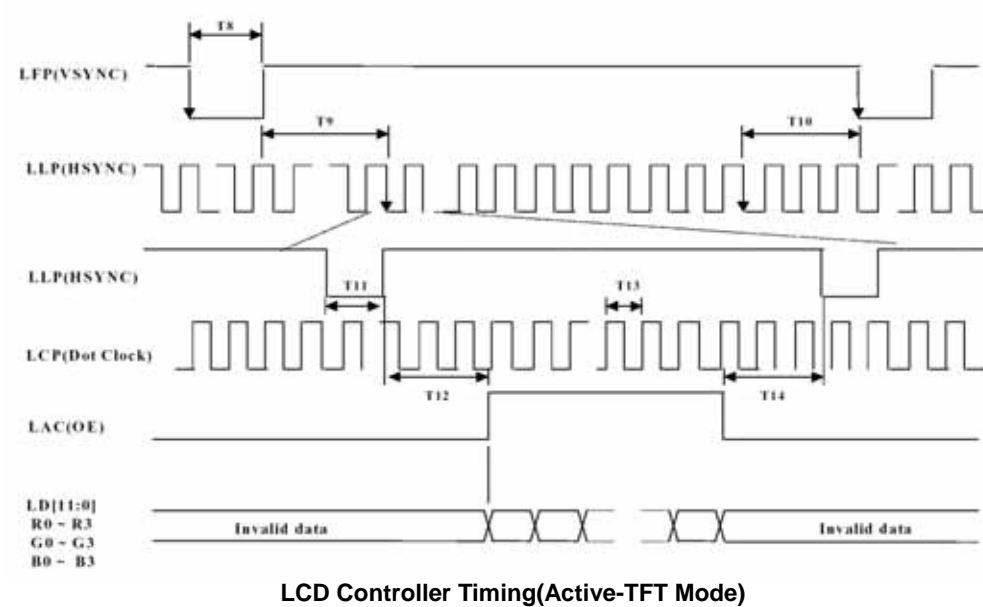 T8
LFP(VSYNC)
T9
T10
LLP(HSYNC)
LLP(HSYNC)
T11
T13
LCP(Dot Clock)
T12
T14
LAC(OE)
LD[11:0]
R0 ~ R3
G0 ~ G3
B0 ~ B3
Invalid data
Invalid data
LCD Controller Timing(Active-TFT Mode)